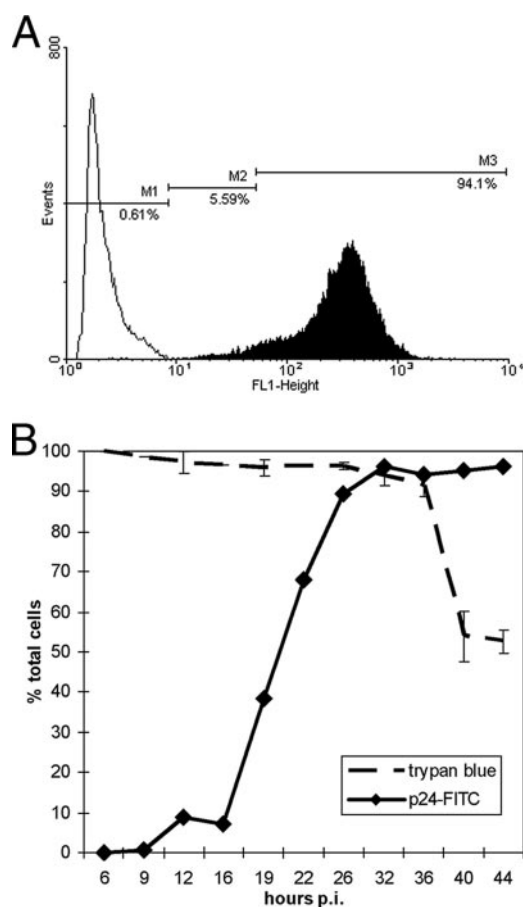 A
800
Events
0
M1
0.61%
M2
5.59%
M3
94.1%
10⁰ 10¹ 10² 10³ 10⁴
FL1-Height
B
% total cells
100
90
80
70
60
50
40
30
20
10
0
trypan blue
p24-FITC
6 9 12 16 19 22 26 32 36 40 44
hours p.i.